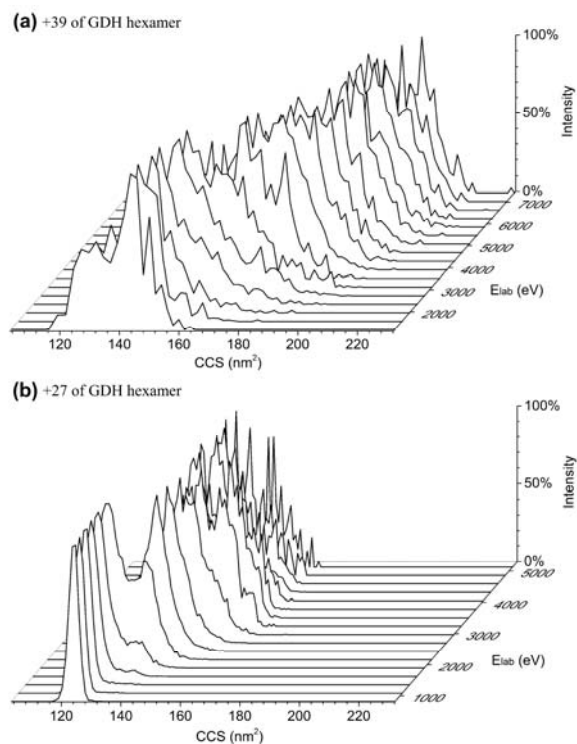 (a) +39 of GDH hexamer
100%
50%
0%
Intensity
7000
6000
5000
4000
3000
2000
Elab (eV)
120 140 160 180 200 220
CCS (nm²)
(b) +27 of GDH hexamer
100%
50%
0%
Intensity
5000
4000
3000
2000
1000
Elab (eV)
120 140 160 180 200 220
CCS (nm²)